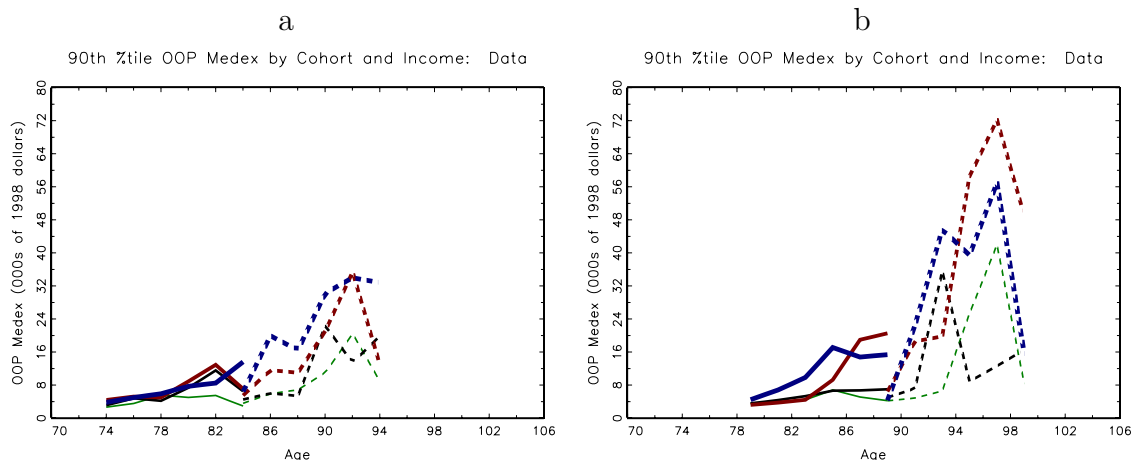 a
90th %tile OOP Medex by Cohort and Income: Data
OOP Medex (000s of 1998 dollars)
80
72
64
56
48
40
32
24
16
8
0
70 74 78 82 86 90 94 98 102 106
Age
b
90th %tile OOP Medex by Cohort and Income: Data
OOP Medex (000s of 1998 dollars)
80
72
64
56
48
40
32
24
16
8
0
70 74 78 82 86 90 94 98 102 106
Age